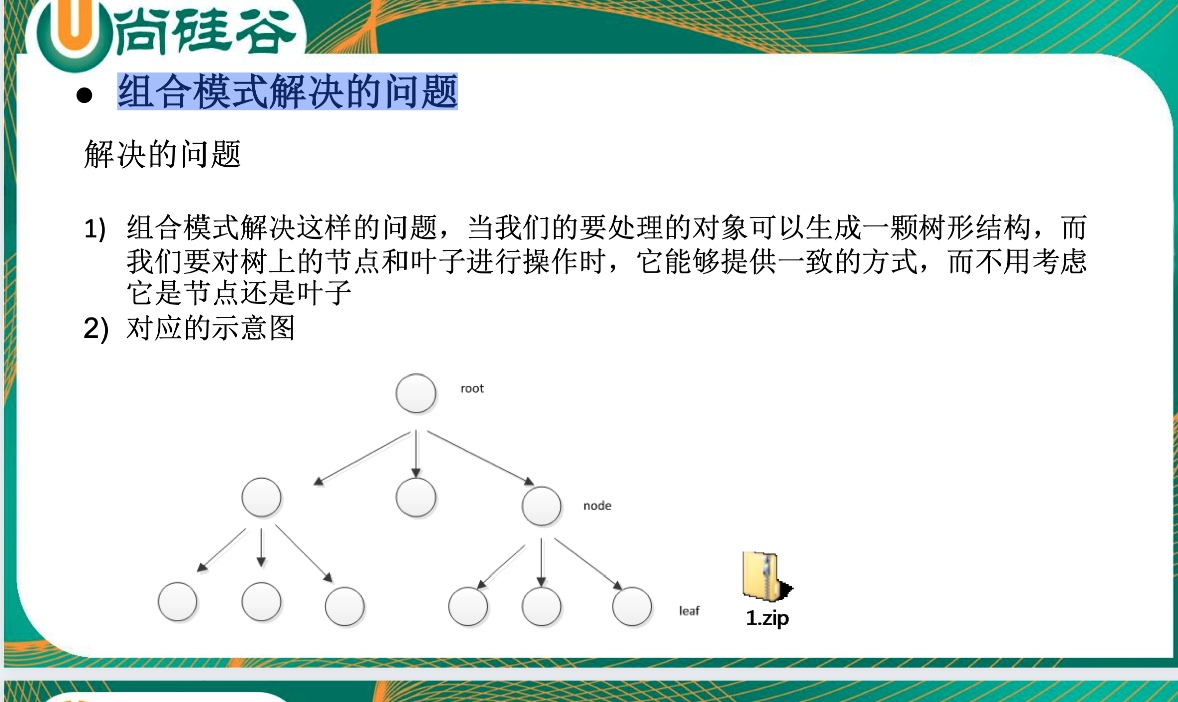 尚硅谷
● 组合模式解决的问题
解决的问题
1) 组合模式解决这样的问题，当我们的要处理的对象可以生成一颗树形结构，而
我们要对树上的节点和叶子进行操作时，它能够提供一致的方式，而不用考虑
它是节点还是叶子
2) 对应的示意图
root
node
leaf
1.zip